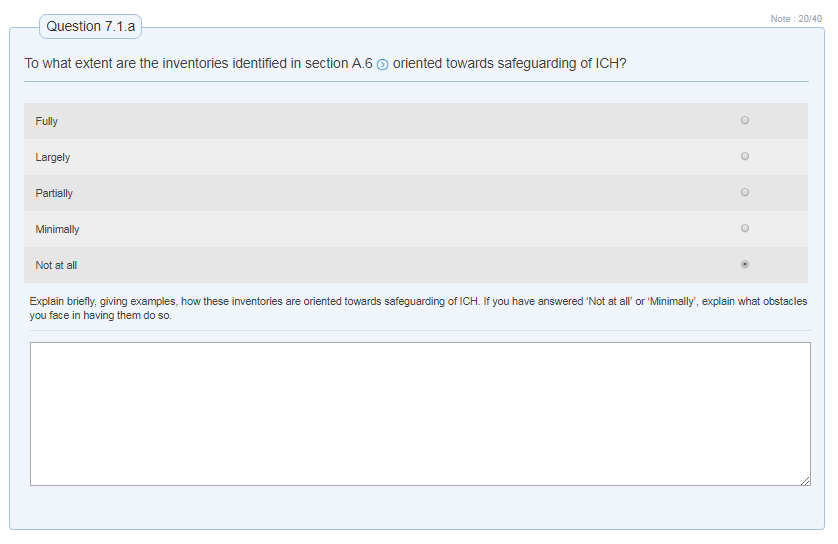 Note : 20/40
Question 7.1.a
To what extent are the inventories identified in section A.6 oriented towards safeguarding of ICH?
Fully
Largely
Partially
Minimally
Not at all
Explain briefly, giving examples, how these inventories are oriented towards safeguarding of ICH. If you have answered ‘Not at all’ or ‘Minimally’, explain what obstacles
you face in having them do so.